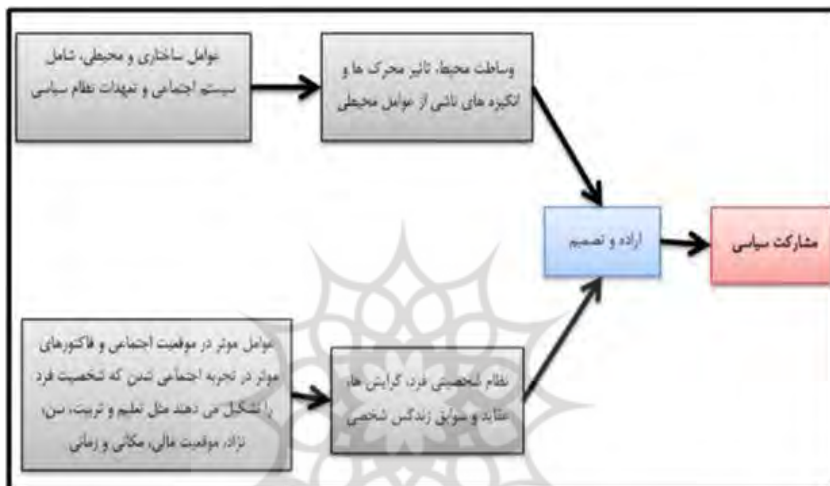 عوامل ساختاری و محیطی، شامل
سیستم اجتماعی و تعهدات نظام سیاسی
وساطت محیط، تاثیر محرک ها و
انگیزه های ناشی از عوامل محیطی
اراده و تصمیم
مشارکت سیاسی
عوامل موثر در موقعیت اجتماعی و فاکتورهای
موثر در تجربه اجتماعی شدن که شخصیت فرد
را تشکیل می دهند مثل تعلیم و تربیت، سن،
نژاد، موقعیت مالی، مکانی و زمانی
نظام شخصیتی فرد، گرایش ها،
عقاید و سوابق زندگس شخصی